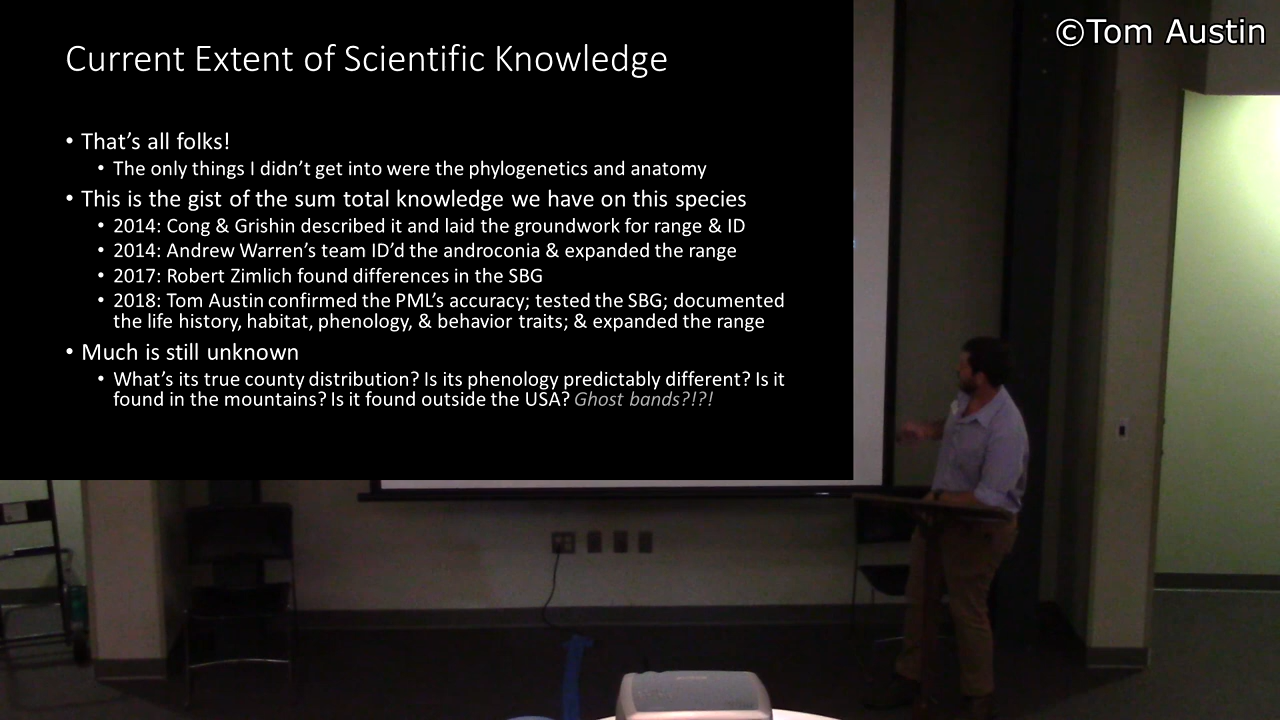 ©Tom Austin
Current Extent of Scientific Knowledge
• That's all folks!
• The only things I didn't get into were the phylogenetics and anatomy
• This is the gist of the sum total knowledge we have on this species
• 2014: Cong & Grishin described it and laid the groundwork for range & ID
• 2014: Andrew Warren's team ID'd the androconia & expanded the range
• 2017: Robert Zimlich found differences in the SBG
• 2018: Tom Austin confirmed the PML's accuracy; tested the SBG; documented
the life history, habitat, phenology, & behavior traits; & expanded the range
• Much is still unknown
• What's its true county distribution? Is its phenology predictably different? Is it
found in the mountains? Is it found outside the USA? Ghost bands?!?!